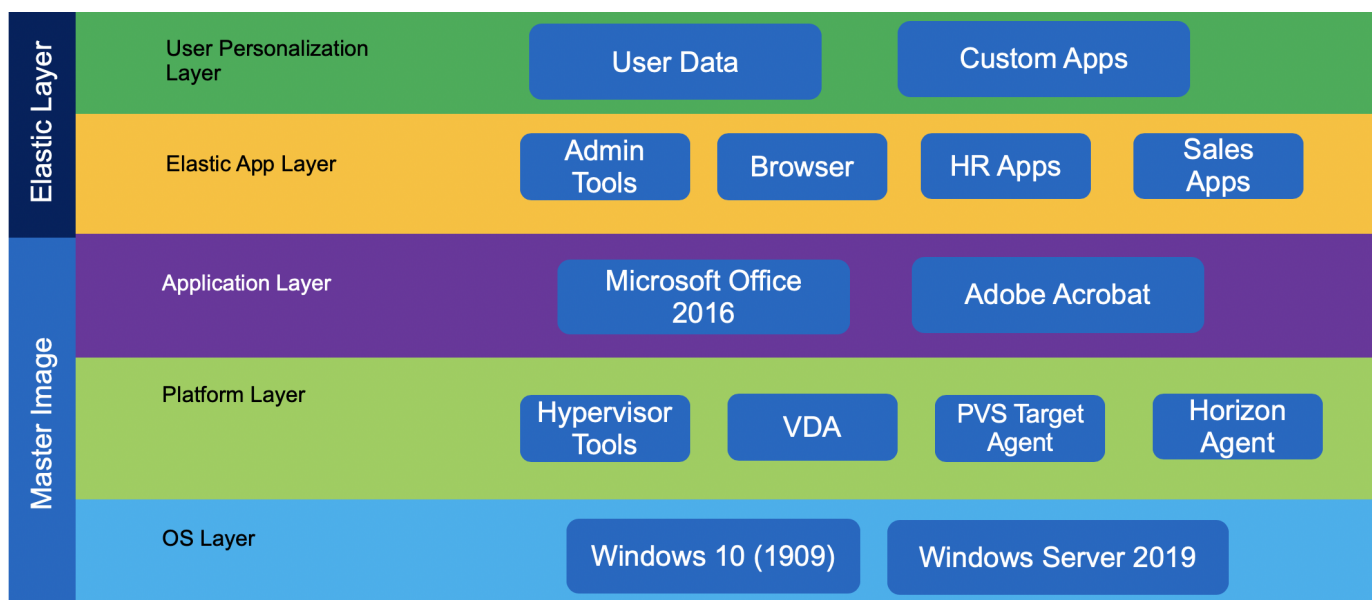 Elastic Layer
User Personalization
Layer
User Data
Custom Apps
Elastic App Layer
Admin
Tools
Browser
HR Apps
Sales
Apps
Master Image
Application Layer
Microsoft Office
2016
Adobe Acrobat
Platform Layer
Hypervisor
Tools
VDA
PVS Target
Agent
Horizon
Agent
OS Layer
Windows 10 (1909)
Windows Server 2019